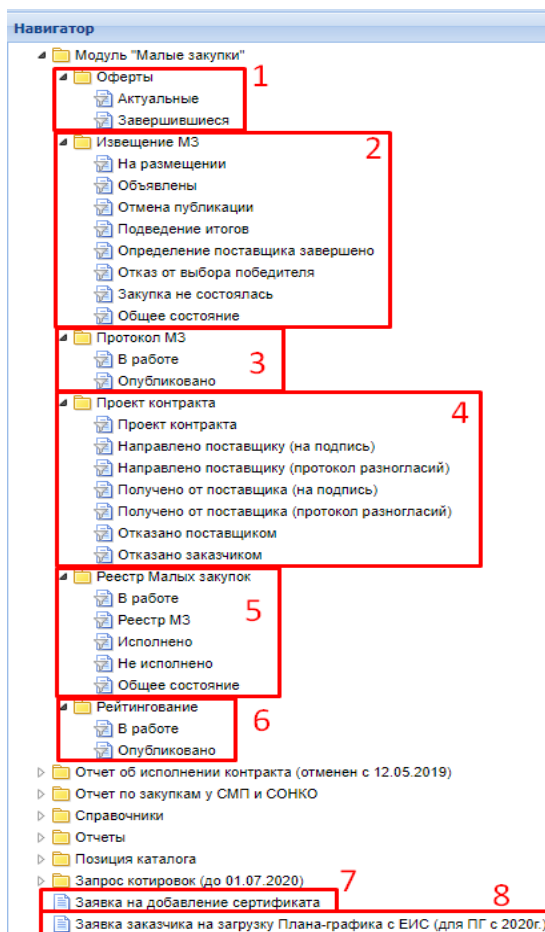 Навигатор
Модуль "Малые закупки"
Оферты
1
Актуальные
Завершившиеся
Извещение МЗ
2
На размещении
Объявлены
Отмена публикации
Подведение итогов
Определение поставщика завершено
Отказ от выбора победителя
Закупка не состоялась
Общее состояние
Протокол МЗ
В работе
3
Опубликовано
Проект контракта
4
Проект контракта
Направлено поставщику (на подпись)
Направлено поставщику (протокол разногласий)
Получено от поставщика (на подпись)
Получено от поставщика (протокол разногласий)
Отказано поставщиком
Отказано заказчиком
Реестр Малых закупок
В работе
5
Реестр МЗ
Исполнено
Не исполнено
Общее состояние
Рейтингование
6
В работе
Опубликовано
Отчет об исполнении контракта (отменен с 12.05.2019)
Отчет по закупкам у СМП и СОНКО
Справочники
Отчеты
Позиция каталога
Запрос котировок (до 01.07.2020)
7
Заявка на добавление сертификата
8
Заявка заказчика на загрузку Плана-графика с ЕИС (для ПГ с 2020г.)